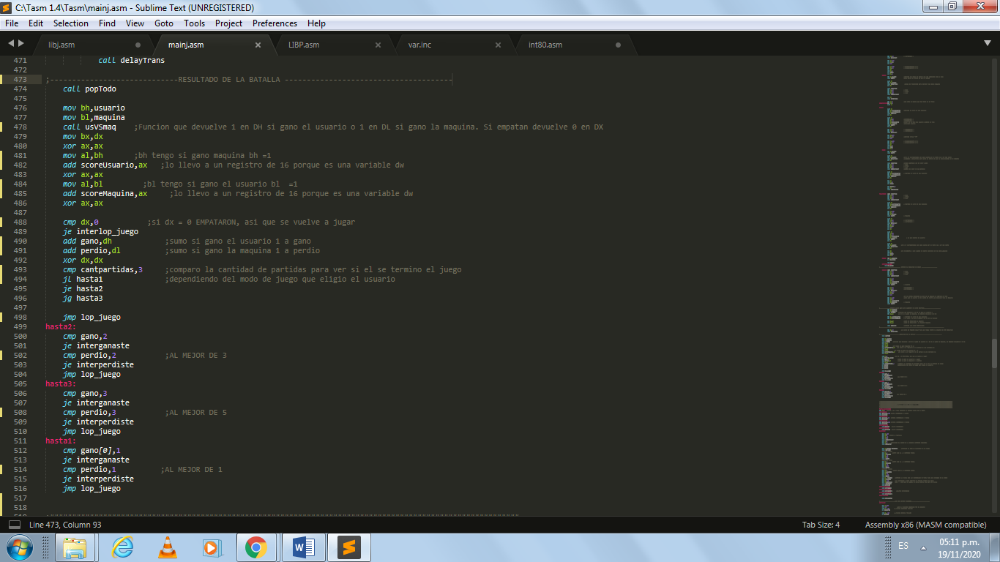 C:\Tasm 1.4\Tasm\mainj.asm - Sublime Text (UNREGISTERED)
File Edit Selection Find View Goto Tools Project Preferences Help
libj.asm mainj.asm LIBP.asm var.inc int80.asm
471 call delayTrans
472
473 ;-----------------------------RESULTADO DE LA BATALLA --------------------------------------
474 call popTodo
475
476 mov bh,usuario
477 mov bl,maquina
478 call usVSmaq ;Funcion que devuelve 1 en DH si gano el usuario o 1 en DL si gano la maquina. Si empatan devuelve 0 en DX
479 mov bx,dx
480 xor ax,ax
481 mov al,bh ;bh tengo si gano maquina bh =1
482 add scoreUsuario,ax ;lo llevo a un registro de 16 porque es una variable dw
483 xor ax,ax
484 mov al,bl ;bl tengo si gano el usuario bl =1
485 add scoreMaquina,ax ;lo llevo a un registro de 16 porque es una variable dw
486 xor ax,ax
487
488 cmp dx,0 ;si dx = 0 EMPATARON, asi que se vuelve a jugar
489 je interlop_juego
490 add gano,dh ;sumo si gano el usuario 1 a gano
491 add perdio,dl ;sumo si gano la maquina 1 a perdio
492 xor dx,dx
493 cmp cantpartidas,3 ;comparo la cantidad de partidas para ver si el se termino el juego
494 jl hasta1 ;dependiendo del modo de juego que eligio el usuario
495 je hasta2
496 jg hasta3
497
498 jmp lop_juego
499 hasta2:
500 cmp gano,2
501 je interganaste
502 cmp perdio,2 ;AL MEJOR DE 3
503 je interperdiste
504 jmp lop_juego
505 hasta3:
506 cmp gano,3
507 je interganaste
508 cmp perdio,3 ;AL MEJOR DE 5
509 je interperdiste
510 jmp lop_juego
511 hasta1:
512 cmp gano[0],1
513 je interganaste
514 cmp perdio,1 ;AL MEJOR DE 1
515 je interperdiste
516 jmp lop_juego
517
518
Line 473, Column 93 Tab Size: 4 Assembly x86 (MASM compatible)
ES 05:11 p.m.
19/11/2020